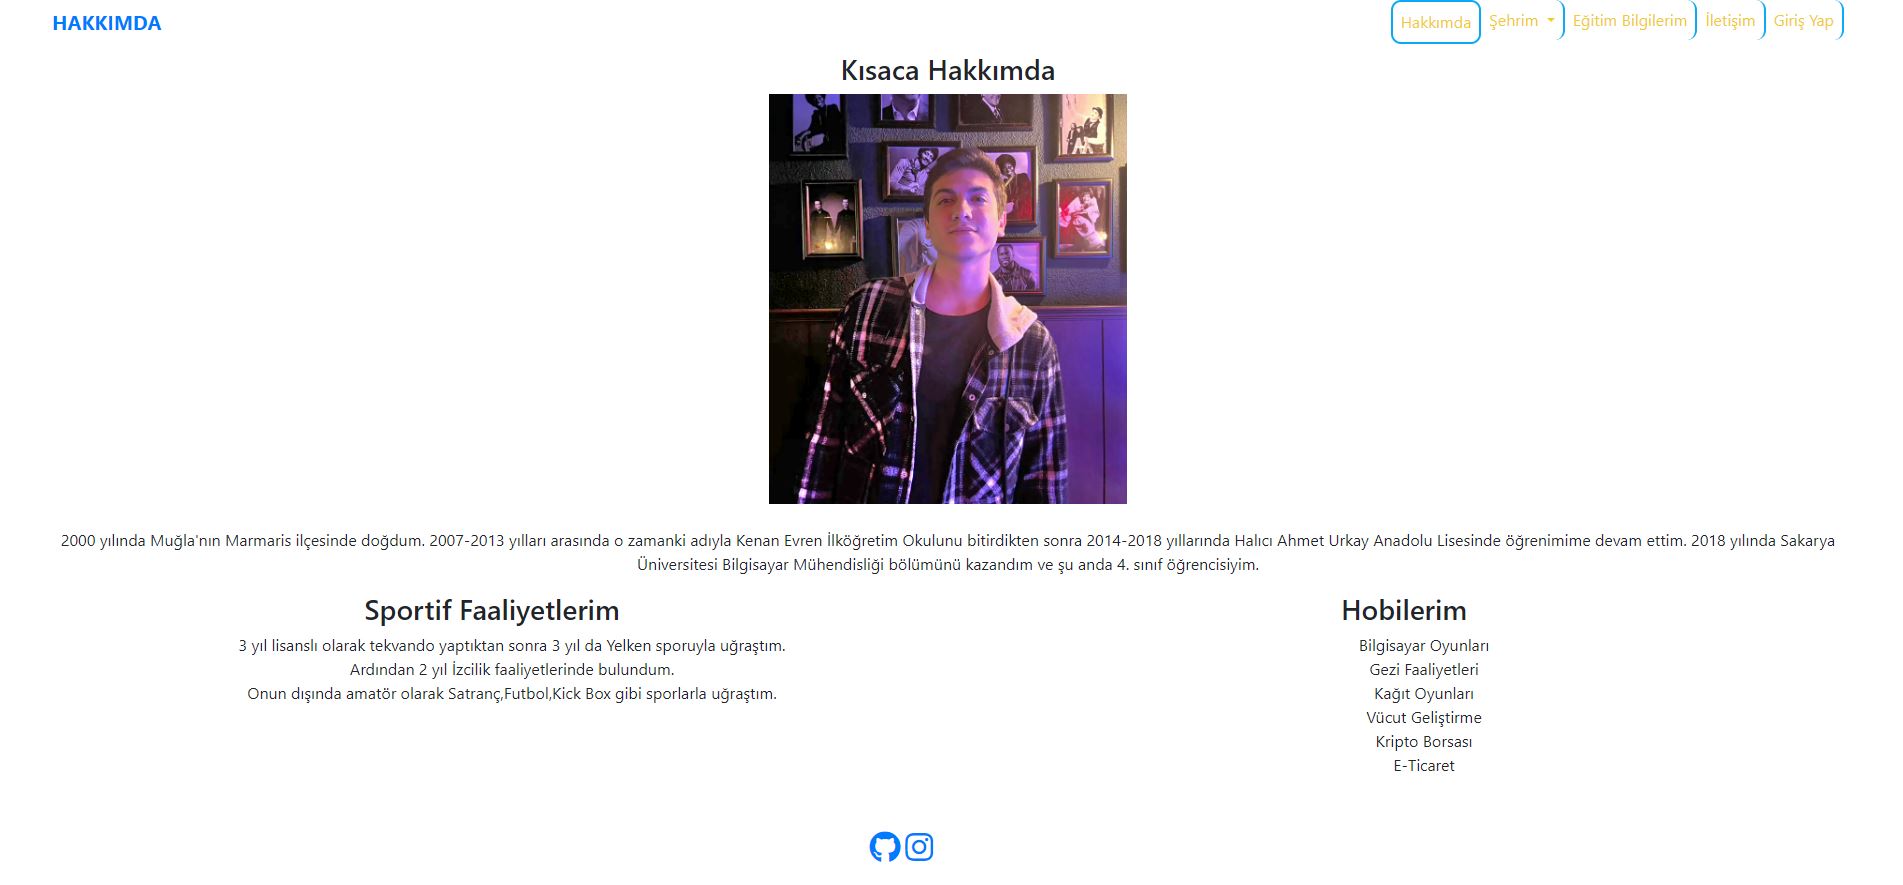 HAKKIMDA
Hakkımda
Şehrim
Eğitim Bilgilerim
İletişim
Giriş Yap
Kısaca Hakkımda
2000 yılında Muğla'nın Marmaris ilçesinde doğdum. 2007-2013 yılları arasında o zamanki adıyla Kenan Evren İlköğretim Okulunu bitirdikten sonra 2014-2018 yıllarında Halıcı Ahmet Urkay Anadolu Lisesinde öğrenimime devam ettim. 2018 yılında Sakarya
Üniversitesi Bilgisayar Mühendisliği bölümünü kazandım ve şu anda 4. sınıf öğrencisiyim.
Sportif Faaliyetlerim
3 yıl lisanslı olarak tekvando yaptıktan sonra 3 yıl da Yelken sporuyla uğraştım.
Ardından 2 yıl İzcilik faaliyetlerinde bulundum.
Onun dışında amatör olarak Satranç,Futbol,Kick Box gibi sporlarla uğraştım.
Hobilerim
Bilgisayar Oyunları
Gezi Faaliyetleri
Kağıt Oyunları
Vücut Geliştirme
Kripto Borsası
E-Ticaret